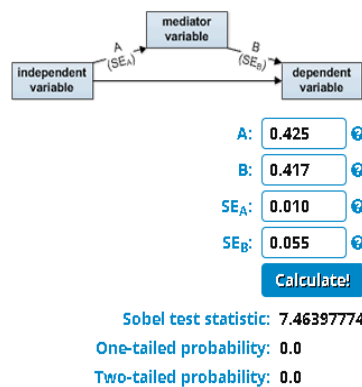 mediator
variable
A
(SEA)
B
(SEB)
independent
variable
dependent
variable
A: 0.425
B: 0.417
SEA: 0.010
SEB: 0.055
Calculate!
Sobel test statistic: 7.46397774
One-tailed probability: 0.0
Two-tailed probability: 0.0